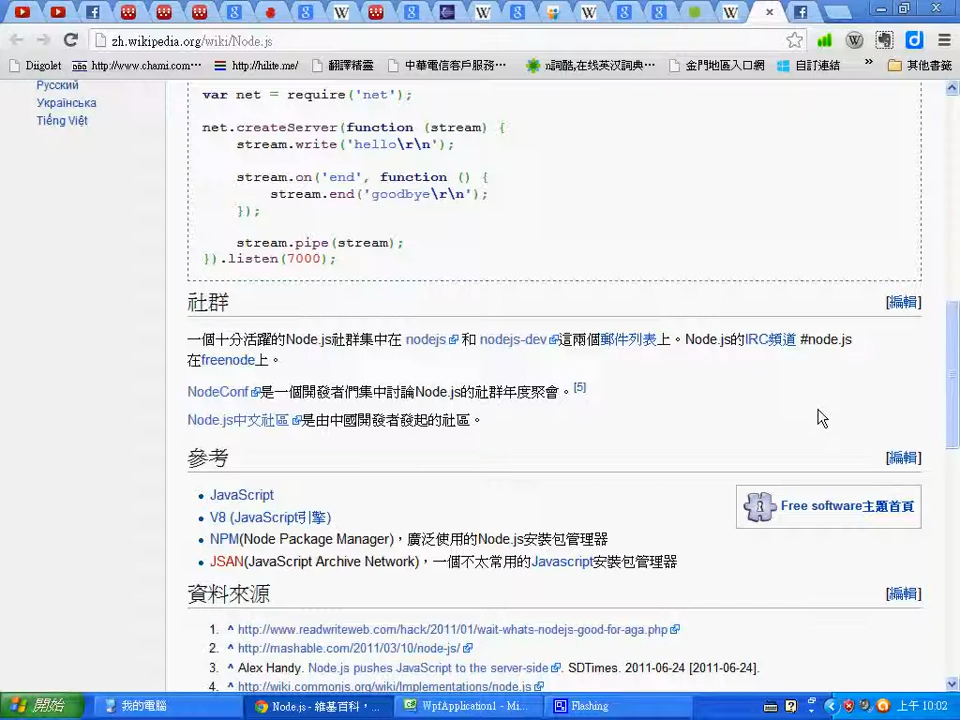 zh.wikipedia.org/wiki/Node.js
Diigolet
http://www.chami.com···
http://hilite.me/
翻譯精靈
中華電信客戶服務···
n詞酷,在线英汉词典···
金門地區入口網
自訂連結
»
其他書籤
Русский
Українська
Tiếng Việt
var net = require('net');
net.createServer(function (stream) {
stream.write('hello\r\n');
stream.on('end', function () {
stream.end('goodbye\r\n');
});
stream.pipe(stream);
}).listen(7000);
社群
[編輯]
一個十分活躍的Node.js社群集中在 nodejs 和 nodejs-dev這兩個郵件列表上。Node.js的IRC頻道 #node.js
在freenode上。
NodeConf是一個開發者們集中討論Node.js的社群年度聚會。[5]
Node.js中文社區是由中國開發者發起的社區。
參考
[編輯]
Free software主題首頁
JavaScript
V8 (JavaScript引擎)
NPM(Node Package Manager)，廣泛使用的Node.js安裝包管理器
JSAN(JavaScript Archive Network)，一個不太常用的Javascript安裝包管理器
資料來源
[編輯]
1. ^ http://www.readwriteweb.com/hack/2011/01/wait-whats-nodejs-good-for-aga.php
2. ^ http://mashable.com/2011/03/10/node-js/
3. ^ Alex Handy. Node.js pushes JavaScript to the server-side. SDTimes. 2011-06-24 [2011-06-24].
4. ^ http://wiki.commonjs.org/wiki/Implementations/node.js
開始
我的電腦
Node.js - 維基百科，...
WpfApplication1 - Mi...
Flashing
上午 10:02